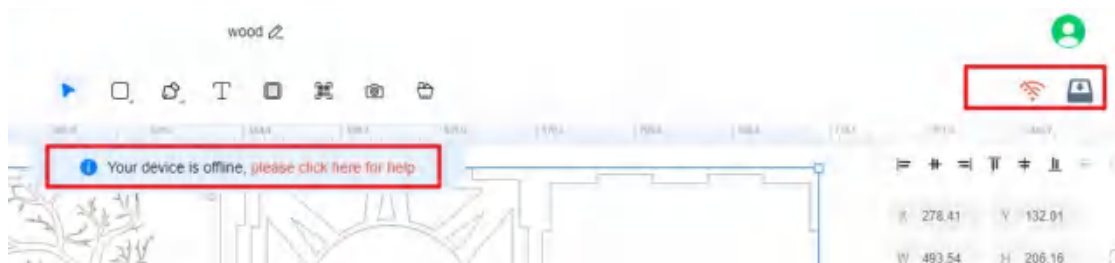 wood
Your device is offline, please click here for help
X 278.41 Y 132.01
W 493.54 H 206.16